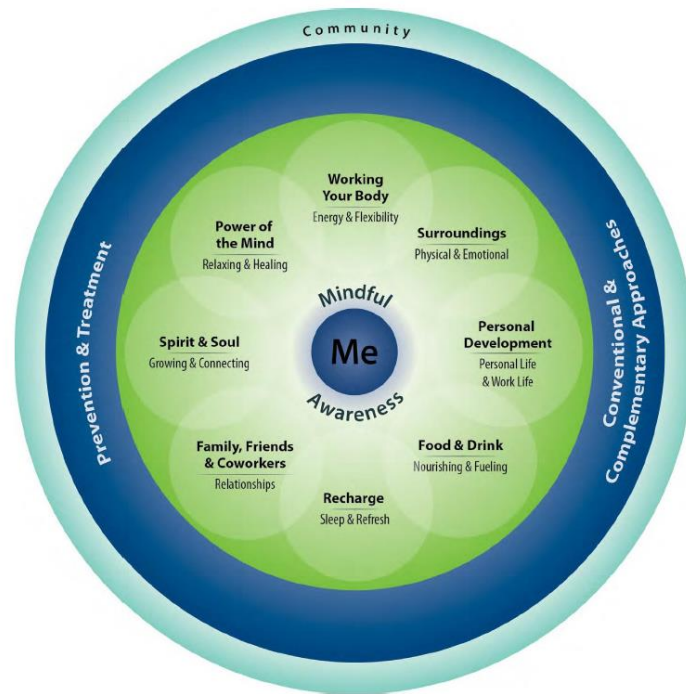 Community
Prevention & Treatment
Conventional &
Complementary Approaches
Working
Your Body
Energy & Flexibility
Surroundings
Physical & Emotional
Personal
Development
Personal Life
& Work Life
Food & Drink
Nourishing & Fueling
Recharge
Sleep & Refresh
Family, Friends
& Coworkers
Relationships
Spirit & Soul
Growing & Connecting
Power of
the Mind
Relaxing & Healing
Mindful
Me
Awareness